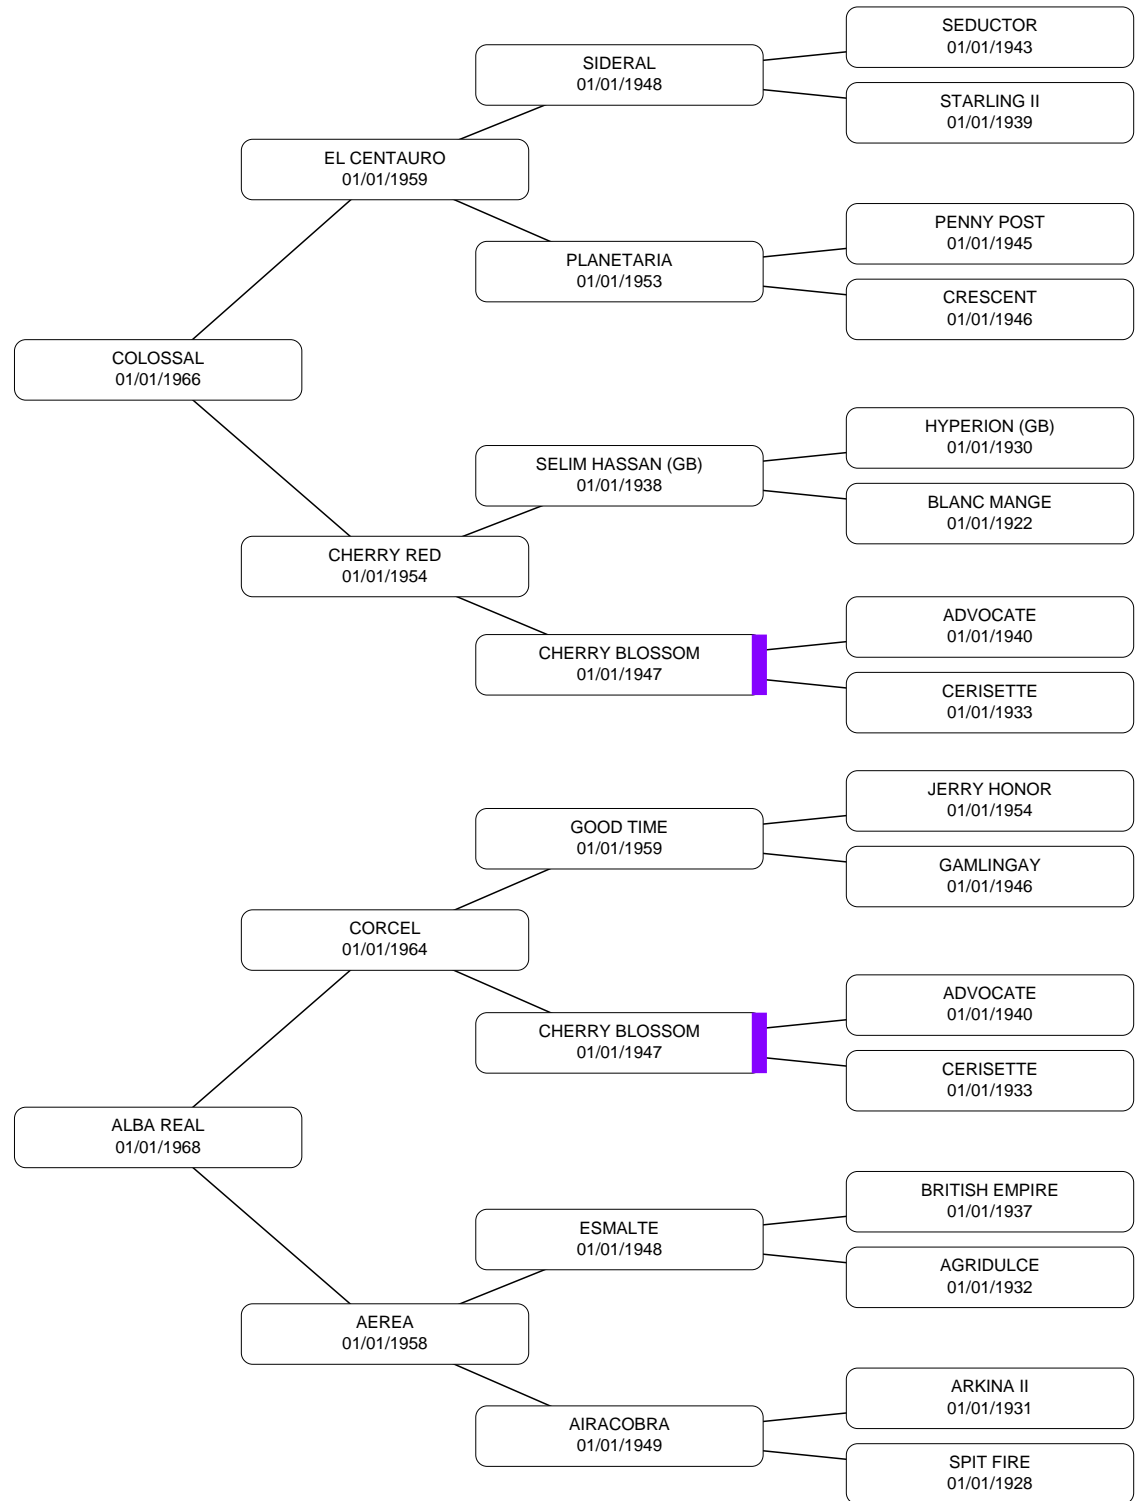 SEDUCTOR
01/01/1943
SIDERAL
01/01/1948
STARLING II
01/01/1939
EL CENTAURO
01/01/1959
PENNY POST
01/01/1945
PLANETARIA
01/01/1953
CRESCENT
01/01/1946
COLOSSAL
01/01/1966
HYPERION (GB)
01/01/1930
SELIM HASSAN (GB)
01/01/1938
BLANC MANGE
01/01/1922
CHERRY RED
01/01/1954
ADVOCATE
01/01/1940
CHERRY BLOSSOM
01/01/1947
CERISETTE
01/01/1933
JERRY HONOR
01/01/1954
GOOD TIME
01/01/1959
GAMLINGAY
01/01/1946
CORCEL
01/01/1964
ADVOCATE
01/01/1940
CHERRY BLOSSOM
01/01/1947
CERISETTE
01/01/1933
ALBA REAL
01/01/1968
BRITISH EMPIRE
01/01/1937
ESMALTE
01/01/1948
AGRIDULCE
01/01/1932
AEREA
01/01/1958
ARKINA II
01/01/1931
AIRACOBRA
01/01/1949
SPIT FIRE
01/01/1928